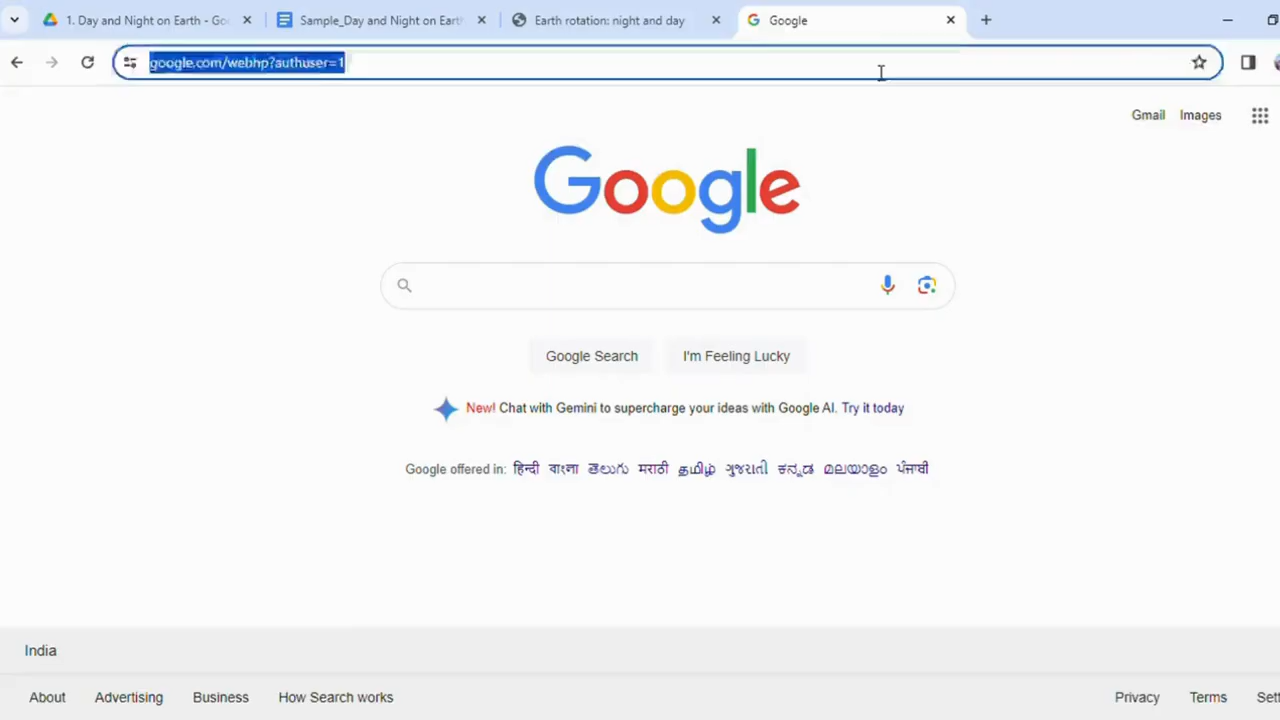 1. Day and Night on Earth - Go
Sample_Day and Night on Earth
Earth rotation: night and day
Google
google.com/webhp?authuser=1
Gmail Images
Google
Google Search I'm Feeling Lucky
New! Chat with Gemini to supercharge your ideas with Google AI. Try it today
Google offered in: हिन्दी বাংলা తెలుగు मराठी தமிழ் ગુજરાતી ಕನ್ನಡ മലയാളം ਪੰਜਾਬੀ
India
About Advertising Business How Search works Privacy Terms Sett